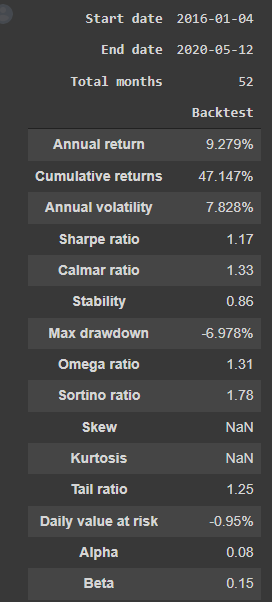 Start date 2016-01-04
End date 2020-05-12
Total months 52
Backtest
Annual return 9.279%
Cumulative returns 47.147%
Annual volatility 7.828%
Sharpe ratio 1.17
Calmar ratio 1.33
Stability 0.86
Max drawdown -6.978%
Omega ratio 1.31
Sortino ratio 1.78
Skew NaN
Kurtosis NaN
Tail ratio 1.25
Daily value at risk -0.95%
Alpha 0.08
Beta 0.15